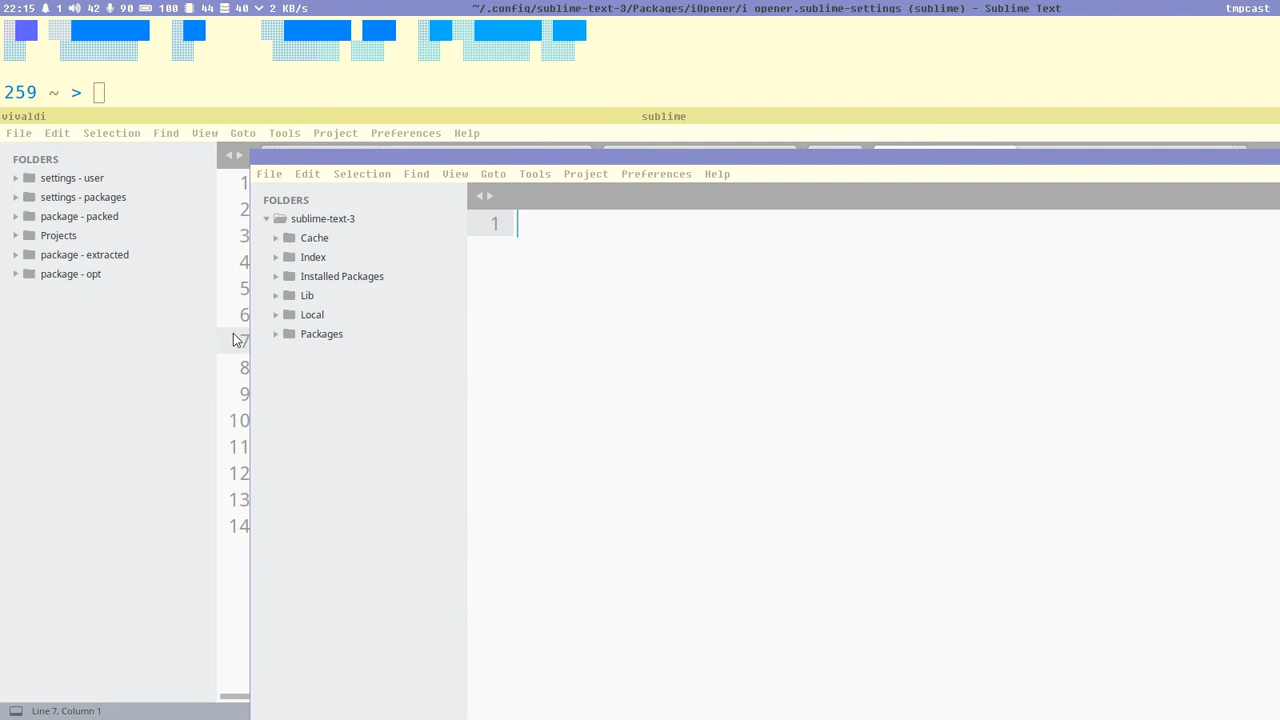 22:15 1 42 90 100 44 40 2 KB/s ~/.config/sublime-text-3/Packages/iOpener/i_opener.sublime-settings (sublime) - Sublime Text tmpcast
259 ~ >
vivaldi sublime
File Edit Selection Find View Goto Tools Project Preferences Help
FOLDERS
settings - user
settings - packages
package - packed
Projects
package - extracted
package - opt
1
2
3
4
5
6
7
8
9
10
11
12
13
14
Line 7, Column 1
File Edit Selection Find View Goto Tools Project Preferences Help
FOLDERS
sublime-text-3
Cache
Index
Installed Packages
Lib
Local
Packages
1